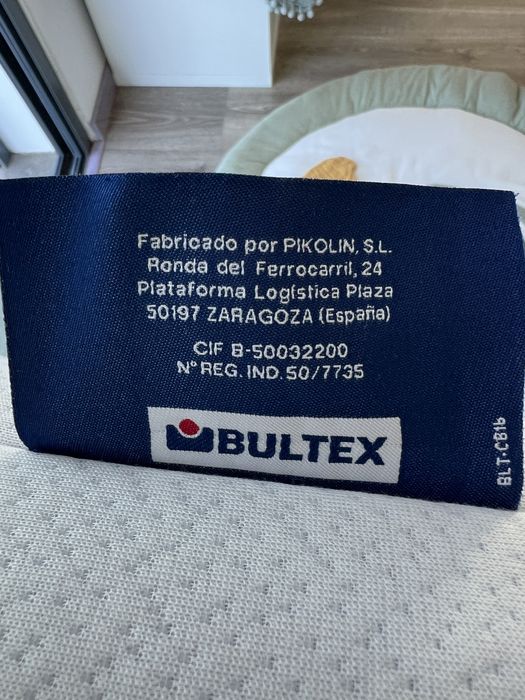 Fabricado por PIKOLIN, S.L.
Ronda del Ferrocarril, 24
Plataforma Logística Plaza
50197 ZARAGOZA (España)
CIF B-50032200
Nº REG. IND. 50/7735
BULTEX
BLT-CB16